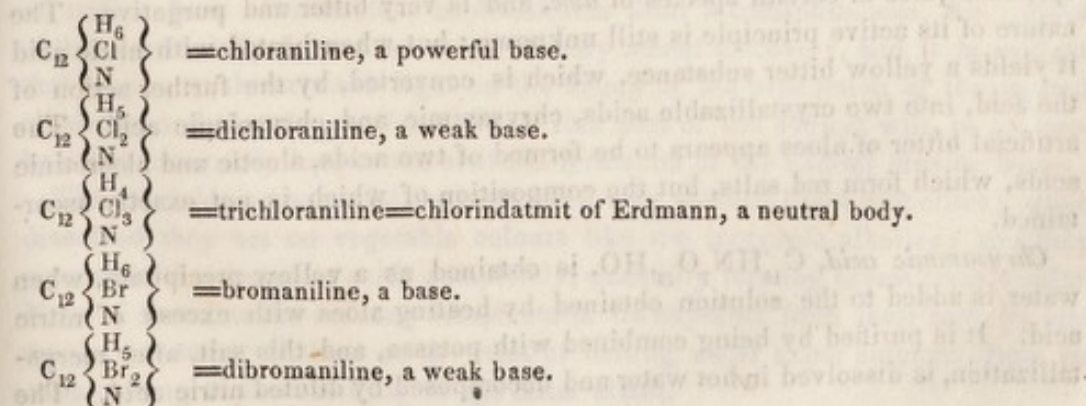 C12 { H6 Cl N } =chloraniline, a powerful base.
C12 { H5 Cl2 N } =dichloraniline, a weak base.
C12 { H4 Cl3 N } =trichloraniline=chlorindatmit of Erdmann, a neutral body.
C12 { H6 Br N } =bromaniline, a base.
C12 { H5 Br2 N } =dibromaniline, a weak base.